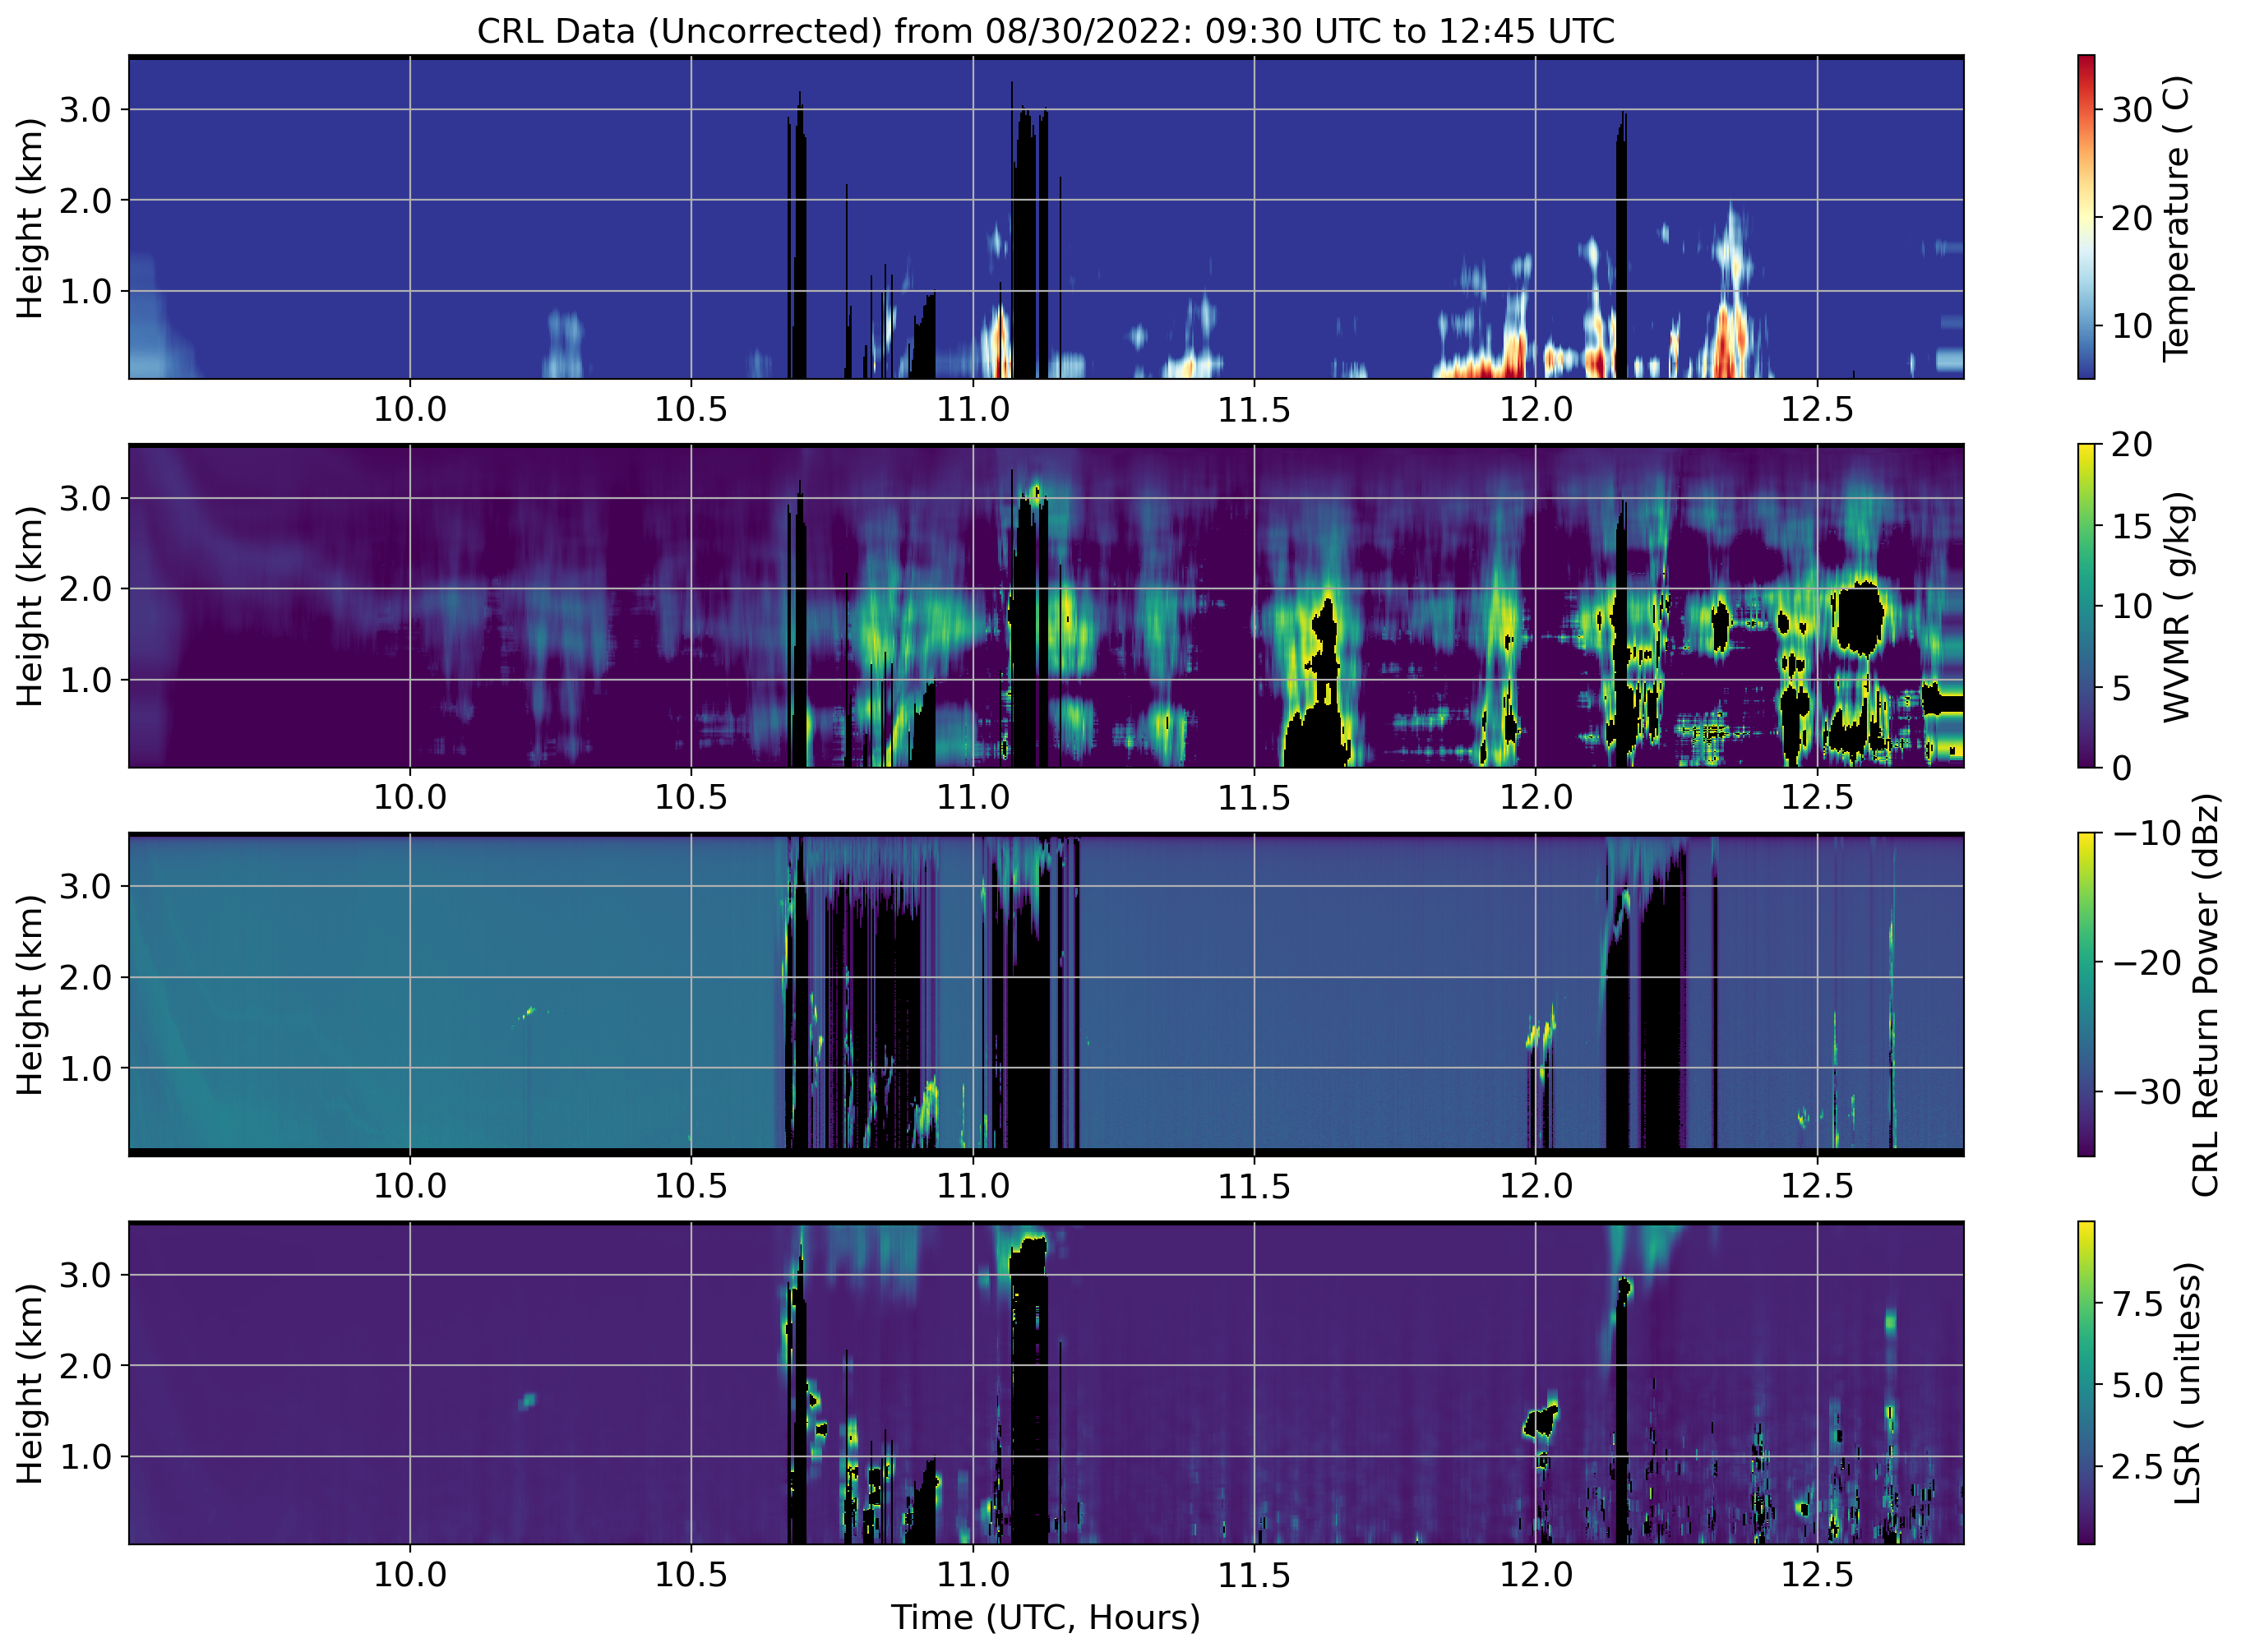 CRL Data (Uncorrected) from 08/30/2022: 09:30 UTC to 12:45 UTC
Height (km)
3.0
2.0
1.0
10.0 10.5 11.0 11.5 12.0 12.5
30
20
10
Temperature ( C)
Height (km)
3.0
2.0
1.0
10.0 10.5 11.0 11.5 12.0 12.5
20
15
10
5
0
WVMR ( g/kg)
Height (km)
3.0
2.0
1.0
10.0 10.5 11.0 11.5 12.0 12.5
−10
−20
−30
CRL Return Power (dBz)
Height (km)
3.0
2.0
1.0
10.0 10.5 11.0 11.5 12.0 12.5
7.5
5.0
2.5
LSR ( unitless)
Time (UTC, Hours)